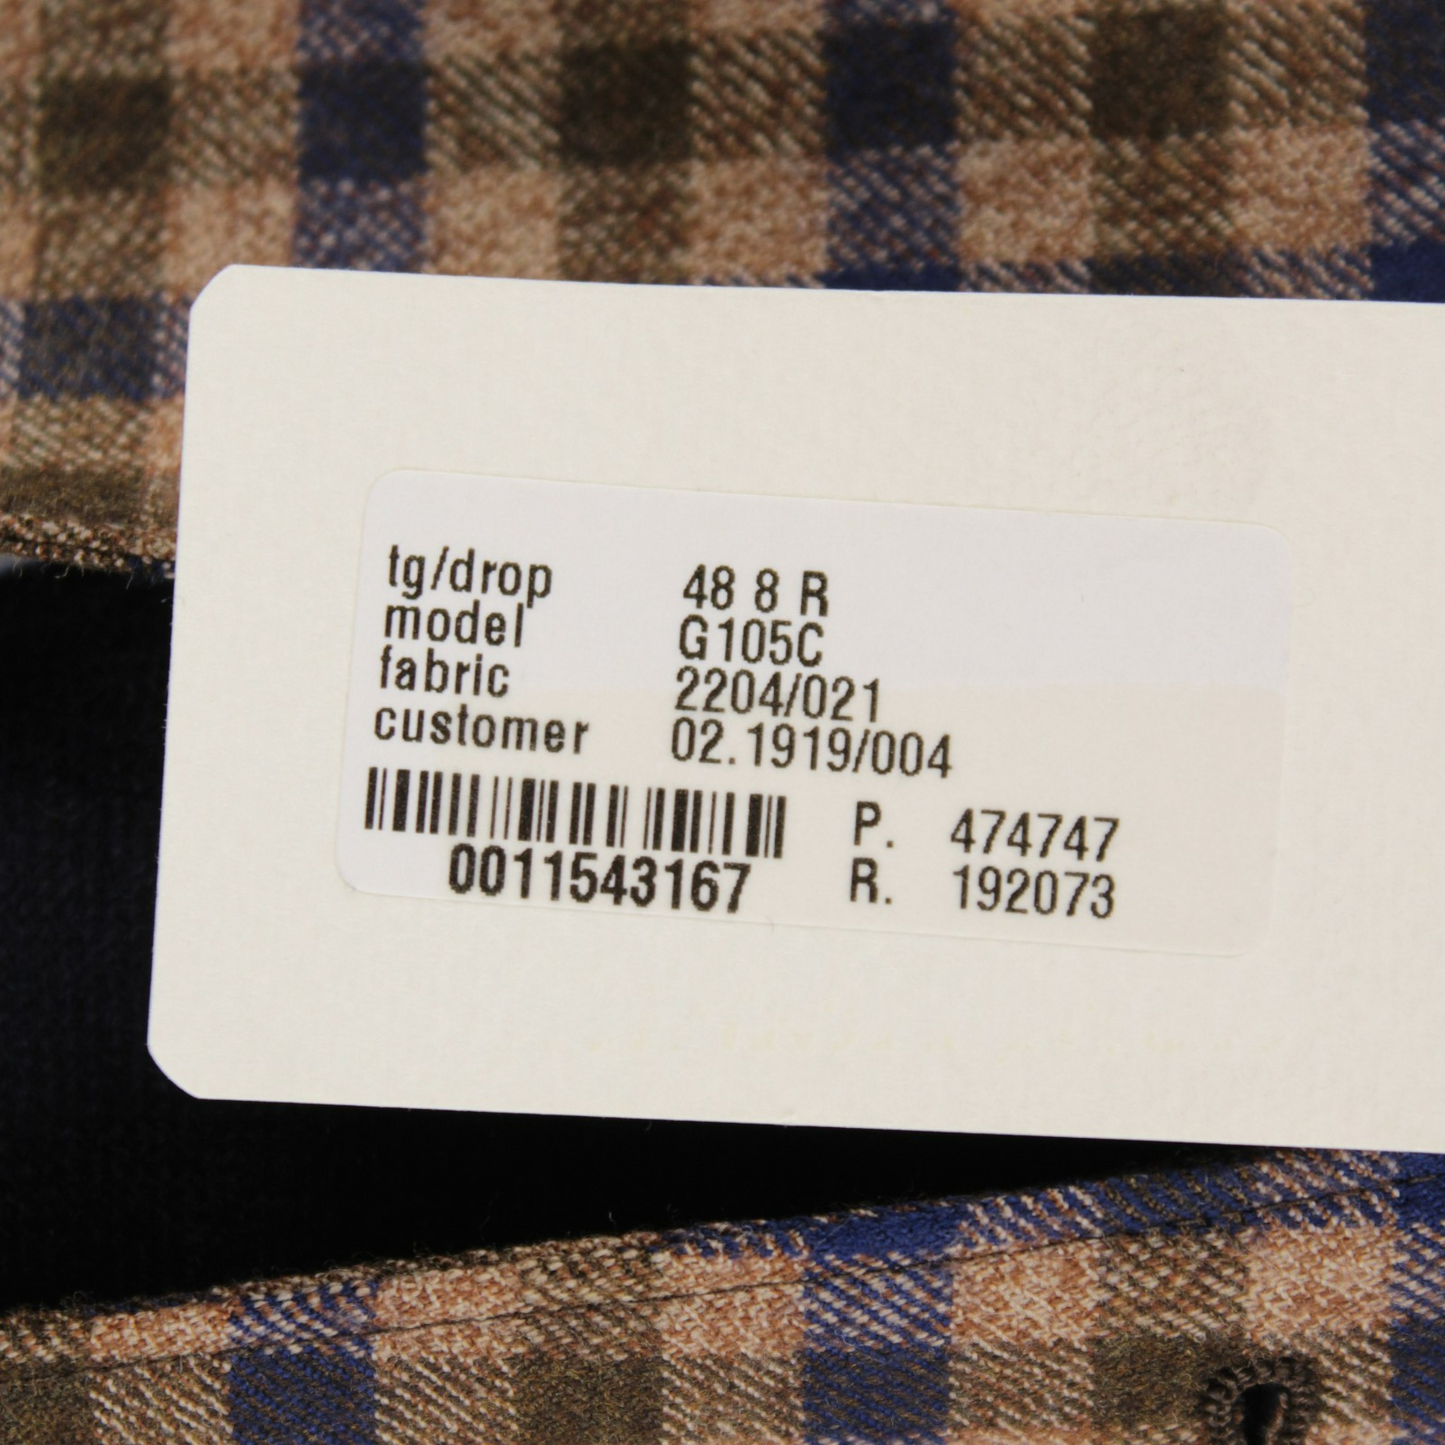 tg/drop 48 8 R
model G105C
fabric 2204/021
customer 02.1919/004
P. 474747
0011543167 R. 192073